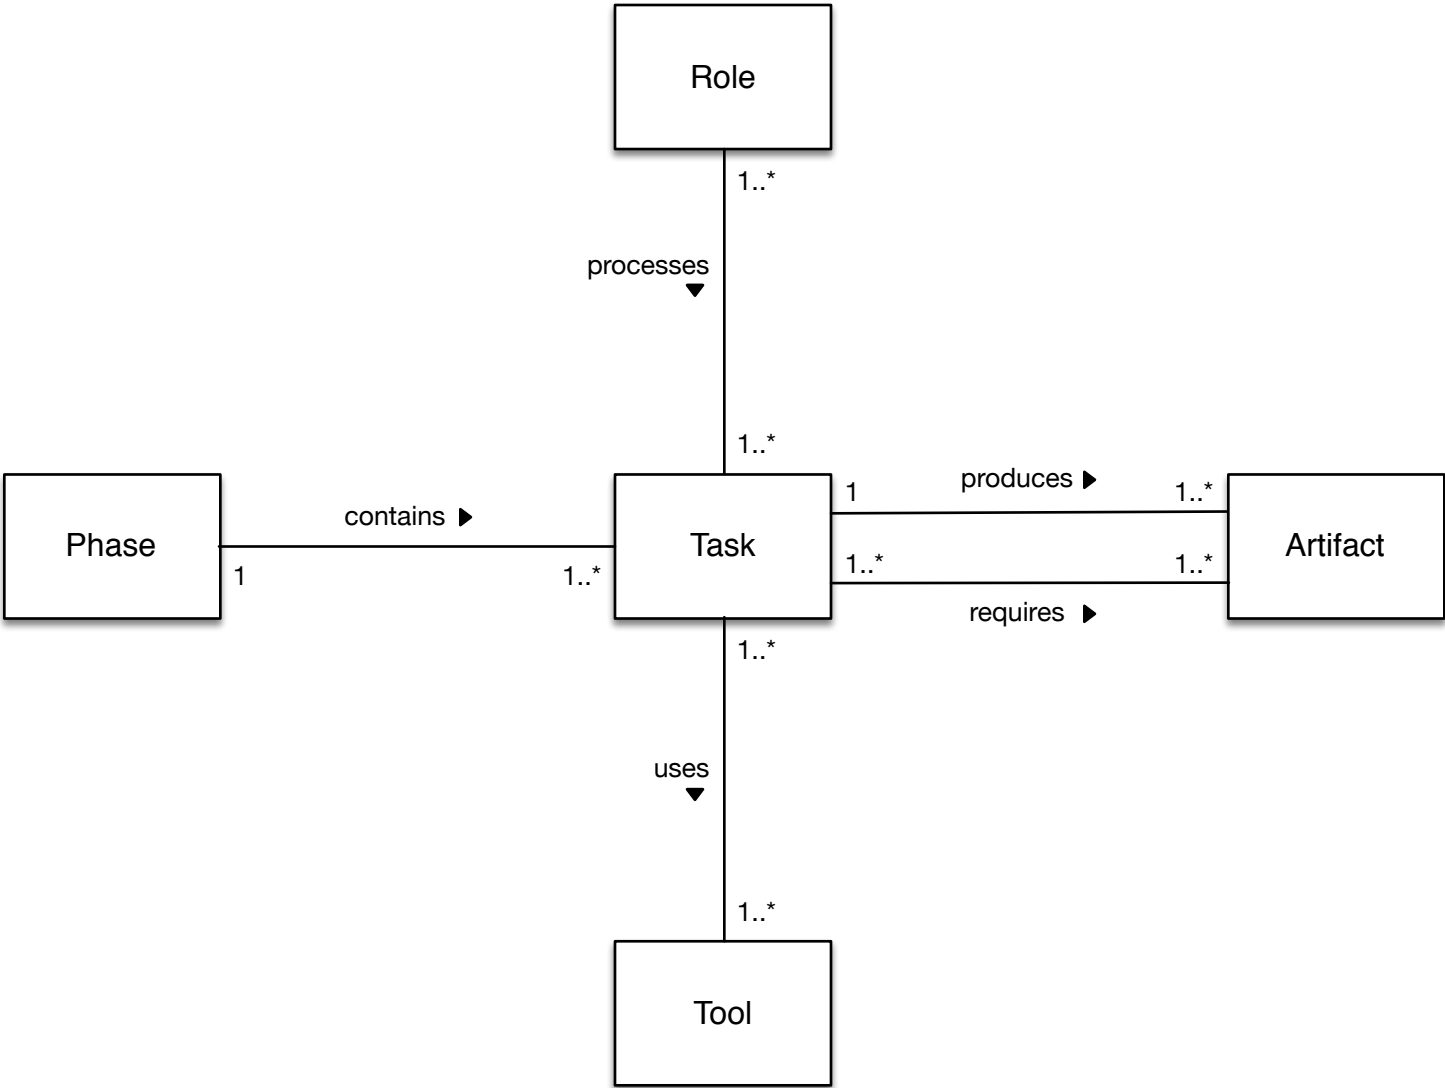 Role
1..*
processes
1..*
Phase
contains
1
1..*
Task
1
produces
1..*
1..*
1..*
requires
Artifact
1..*
uses
1..*
Tool